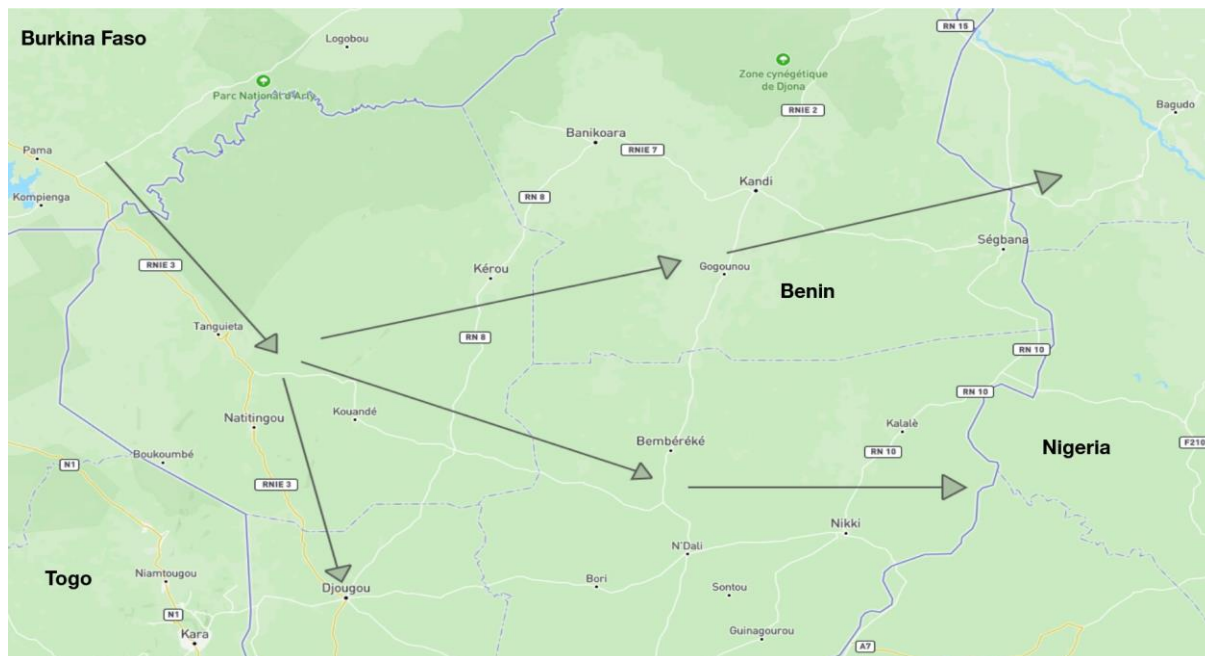 Burkina Faso
Logobou
RN 15
Parc National d'Arly
Zone cynégétique
de Djona
Bagudo
RNIE 2
Pama
Banikoara
RNIE 7
Kompienga
Kandi
RN 8
Ségbana
RNIE 3
Kérou
Gogounou
Benin
Tanguieta
RN 8
RN 10
RN 10
Natitingou
Kouandé
Kalalè
Bembéréké
Nigeria
F210
Boukoumbé
N1
RN 10
RNIE 3
Nikki
N'Dali
Togo
Niamtougou
Djougou
Bori
Sontou
N1
Kara
Guinagourou
A7